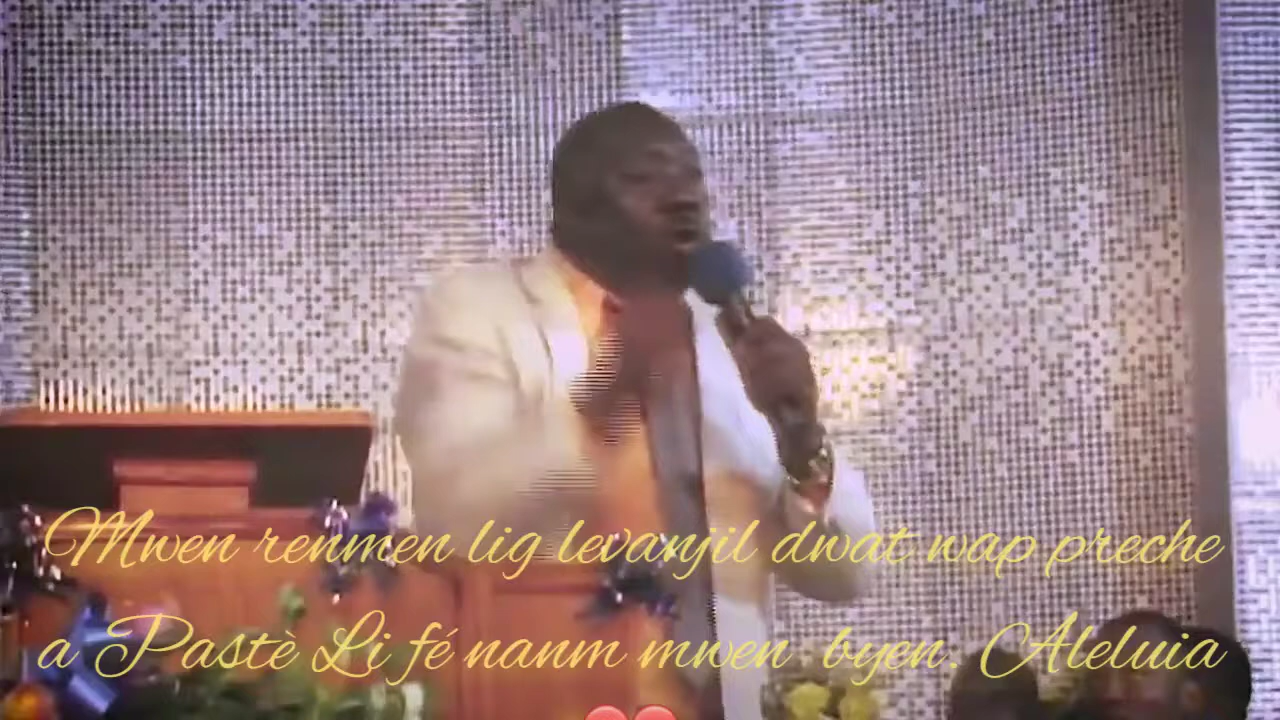 Mwen renmen lig levanjil dwat wap preche
a Pastè Li fé nanm mwen byen. Aleluia